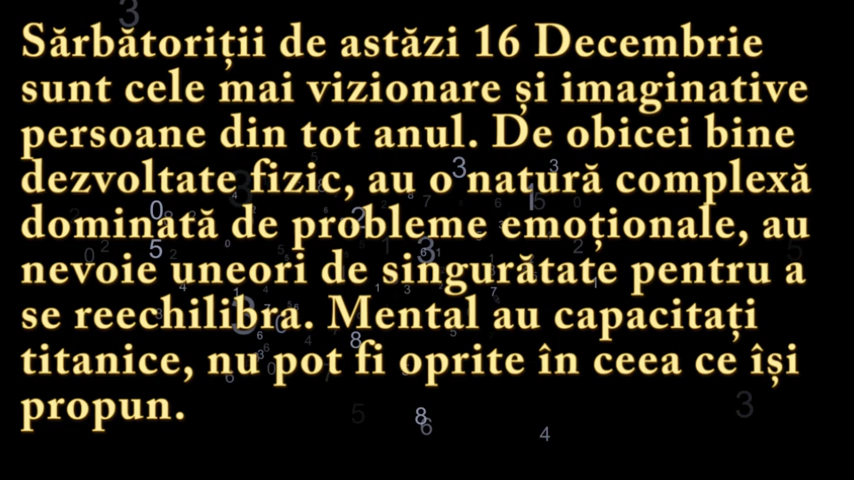 Sărbătoriții de astăzi 16 Decembrie
sunt cele mai vizionare și imaginative
persoane din tot anul. De obicei bine
dezvoltate fizic, au o natură complexă
dominată de probleme emoționale, au
nevoie uneori de singurătate pentru a
se reechilibra. Mental au capacitați
titanice, nu pot fi oprite în ceea ce își
propun.